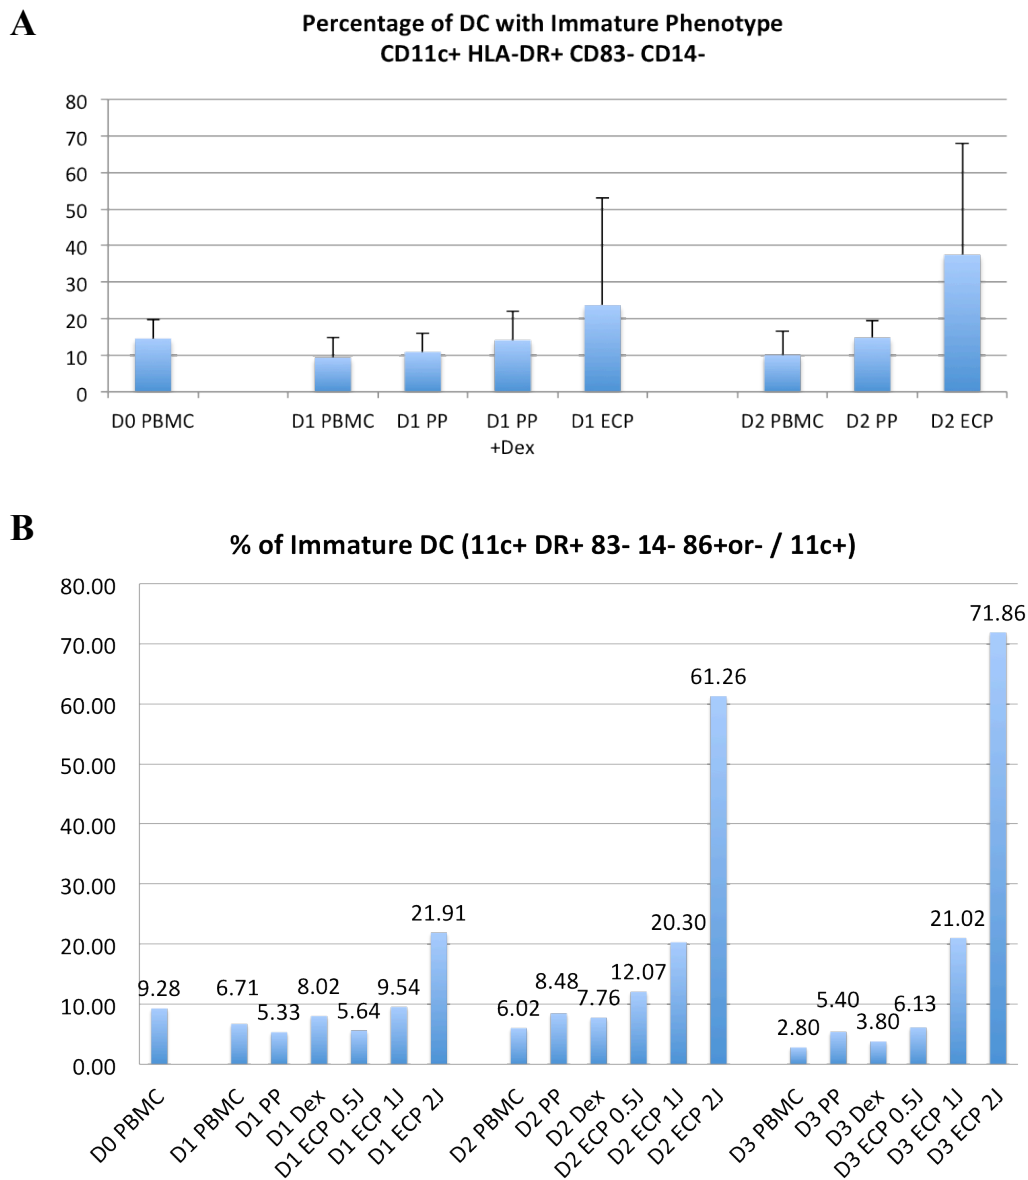 A
Percentage of DC with Immature Phenotype
CD11c+ HLA-DR+ CD83- CD14-
80
70
60
50
40
30
20
10
0
D0 PBMC
D1 PBMC
D1 PP
D1 PP
+Dex
D1 ECP
D2 PBMC
D2 PP
D2 ECP
B
% of Immature DC (11c+ DR+ 83- 14- 86+or- / 11c+)
80.00
70.00
60.00
50.00
40.00
30.00
20.00
10.00
0.00
9.28
6.71
5.33
8.02
5.64
9.54
21.91
6.02
8.48
7.76
12.07
20.30
61.26
2.80
5.40
3.80
6.13
21.02
71.86
D0 PBMC
D1 PBMC
D1 PP
D1 Dex
D1 ECP 0.5J
D1 ECP 1J
D1 ECP 2J
D2 PBMC
D2 PP
D2 Dex
D2 ECP 0.5J
D2 ECP 1J
D2 ECP 2J
D3 PBMC
D3 PP
D3 Dex
D3 ECP 0.5J
D3 ECP 1J
D3 ECP 2J